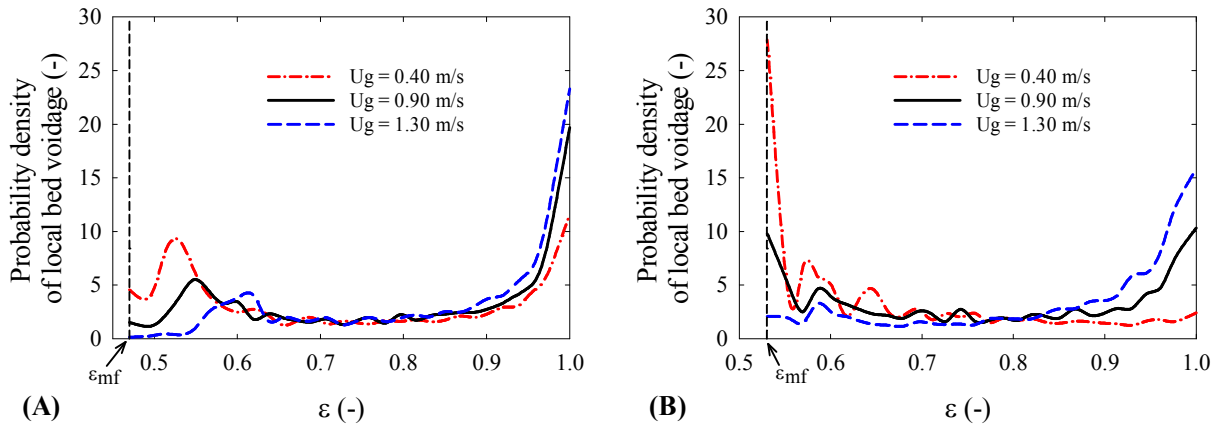 Probability density
of local bed voidage (-)
30
25
20
15
10
5
0
Ug = 0.40 m/s
Ug = 0.90 m/s
Ug = 1.30 m/s
0.5 0.6 0.7 0.8 0.9 1.0
εmf
ε (-)
(A)
Probability density
of local bed voidage (-)
30
25
20
15
10
5
0
Ug = 0.40 m/s
Ug = 0.90 m/s
Ug = 1.30 m/s
0.5 0.6 0.7 0.8 0.9 1.0
εmf
ε (-)
(B)